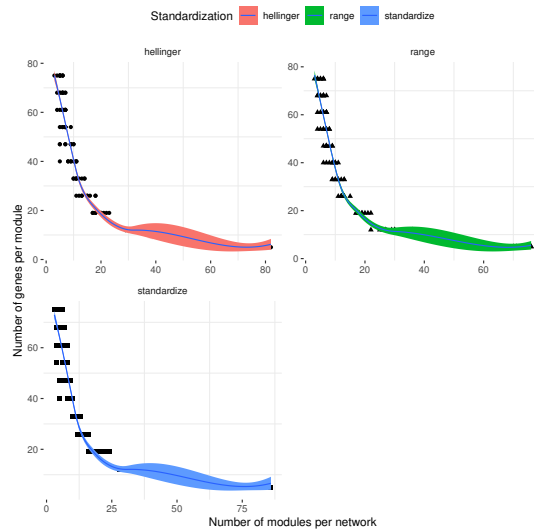 Standardization hellinger range standardize
hellinger
range
80
60
40
20
0
0 20 40 60 80
80
60
40
20
0
0 20 40 60
standardize
60
40
20
0 25 50 75
Number of genes per module
Number of modules per network